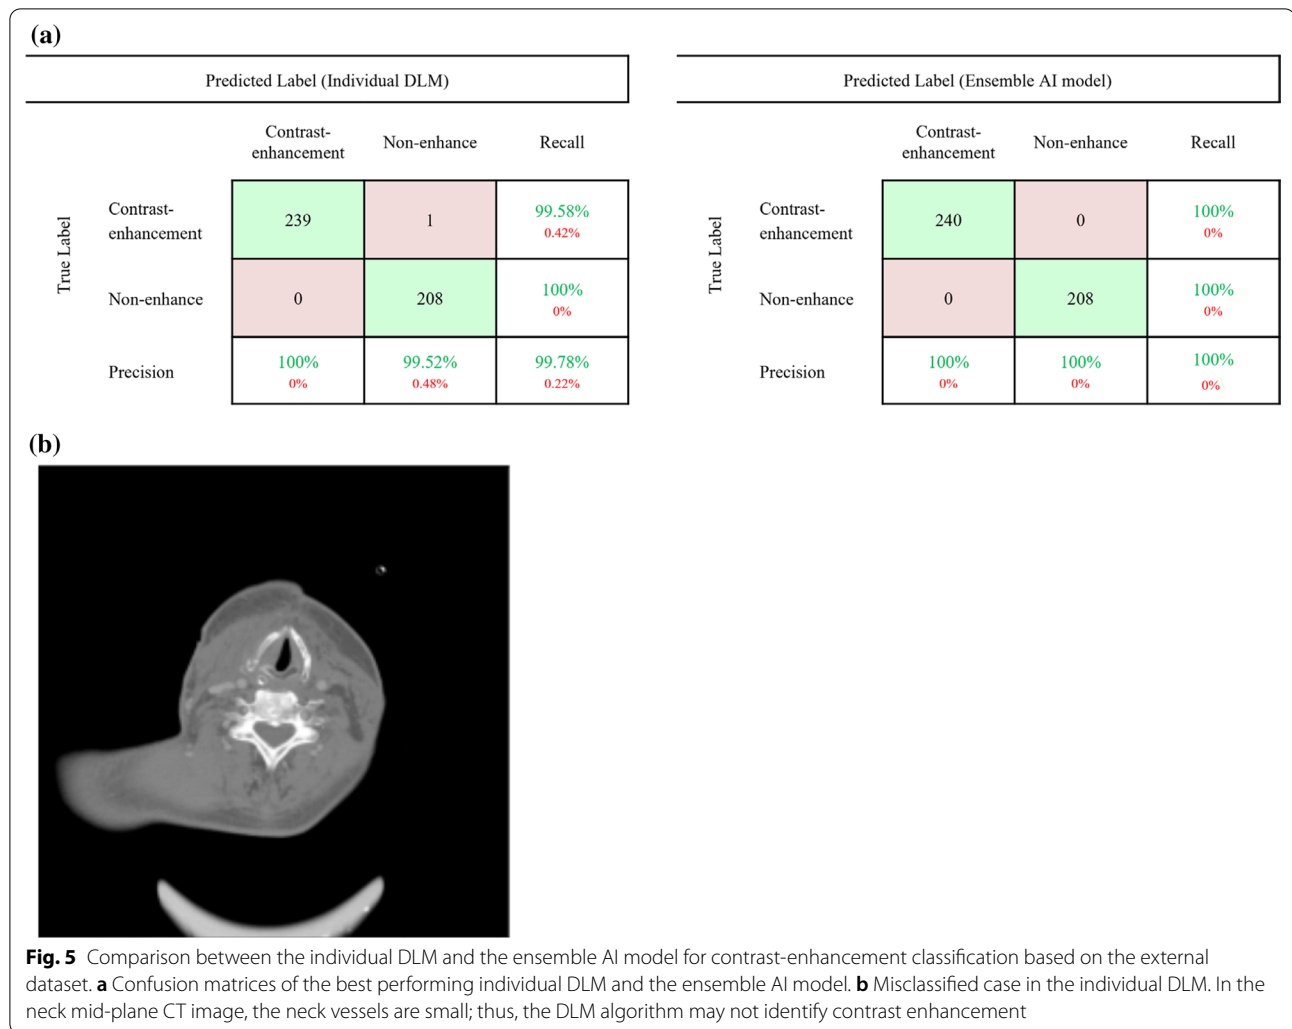 (a)
Predicted Label (Individual DLM)
Contrast-
enhancement
Non-enhance
Recall
True Label
Contrast-
enhancement
239
1
99.58%
0.42%
Non-enhance
0
208
100%
0%
Precision
100%
0%
99.52%
0.48%
99.78%
0.22%
Predicted Label (Ensemble AI model)
Contrast-
enhancement
Non-enhance
Recall
True Label
Contrast-
enhancement
240
0
100%
0%
Non-enhance
0
208
100%
0%
Precision
100%
0%
100%
0%
100%
0%
(b)
Fig. 5 Comparison between the individual DLM and the ensemble AI model for contrast-enhancement classification based on the external
dataset. a Confusion matrices of the best performing individual DLM and the ensemble AI model. b Misclassified case in the individual DLM. In the
neck mid-plane CT image, the neck vessels are small; thus, the DLM algorithm may not identify contrast enhancement